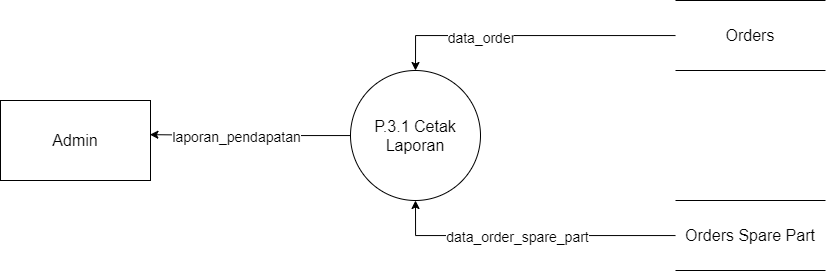 data_order
Orders
P.3.1 Cetak
Laporan
laporan_pendapatan
Admin
data_order_spare_part
Orders Spare Part